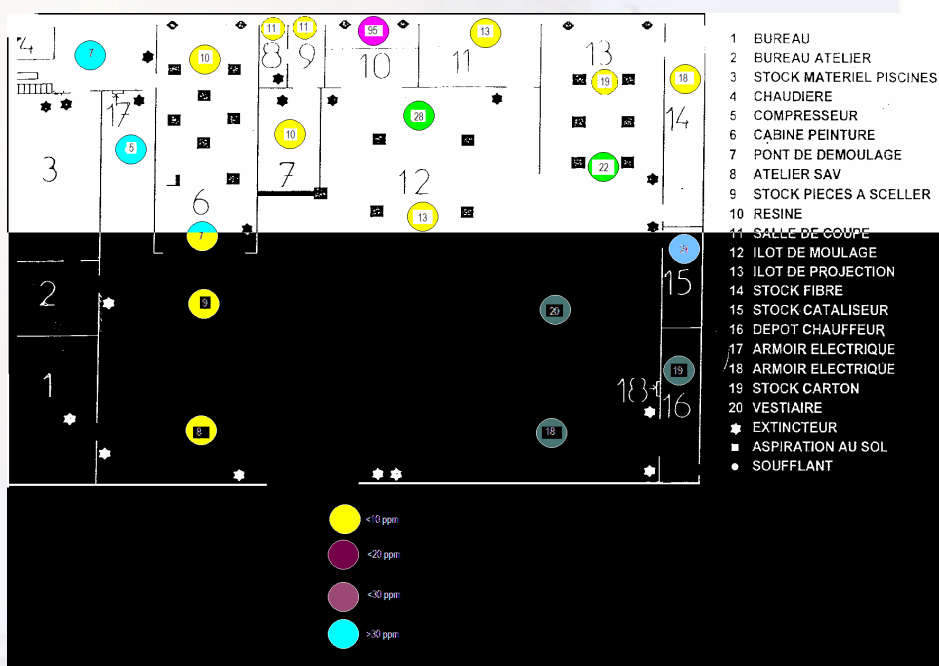 4
7
10
11
11
95
13
8
9
10
11
13
19
18
17
14
5
10
28
3
7
12
22
6
13
7
2
9
20
15
1
19
16
8
18
<10 ppm
<20 ppm
<30 ppm
>30 ppm
1 BUREAU
2 BUREAU ATELIER
3 STOCK MATERIEL PISCINES
4 CHAUDIERE
5 COMPRESSEUR
6 CABINE PEINTURE
7 PONT DE DEMOULAGE
8 ATELIER SAV
9 STOCK PIECES A SCELLER
10 RESINE
11 SALLE DE COUPE
12 ILOT DE MOULAGE
13 ILOT DE PROJECTION
14 STOCK FIBRE
15 STOCK CATALISEUR
16 DEPOT CHAUFFEUR
17 ARMOIR ELECTRIQUE
18 ARMOIR ELECTRIQUE
19 STOCK CARTON
20 VESTIAIRE
EXTINCTEUR
ASPIRATION AU SOL
SOUFFLANT